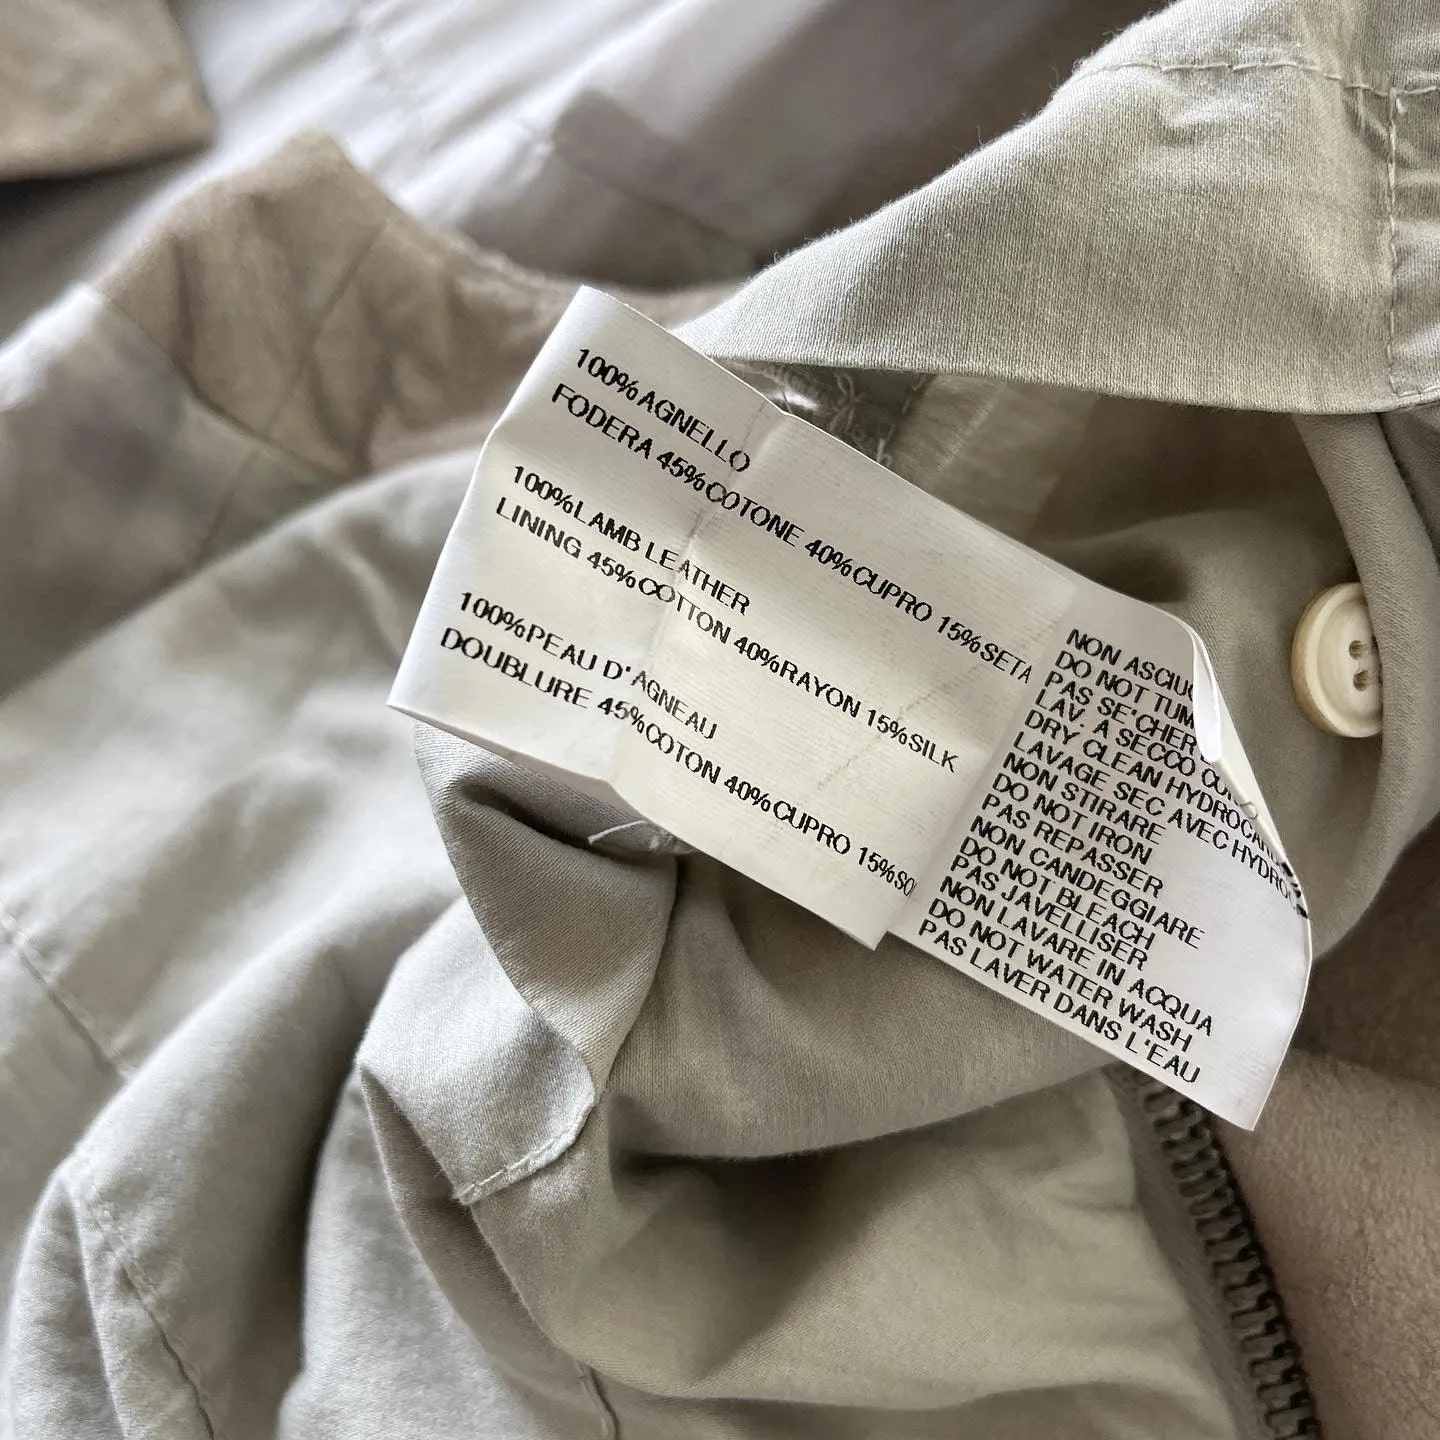 100% AGNELLO
FODERA 45% COTONE 40% CUPRO 15% SETA
100% LAMB LEATHER
LINING 45% COTTON 40% RAYON 15% SILK
100% PEAU D'AGNEAU
DOUBLURE 45% COTON 40% CUPRO 15%
NON
DO NOT
PAS SE'CHER
LAV. A SECCO
DRY CLEAN
LAVAGE SEC AVEC
NON STIRARE
DO NOT IRON
PAS REPASSER
NON CANDEGGIARE
DO NOT BLEACH
PAS JAVELLISER
NON LAVARE IN ACQUA
DO NOT WATER WASH
PAS LAVER DANS L'EAU